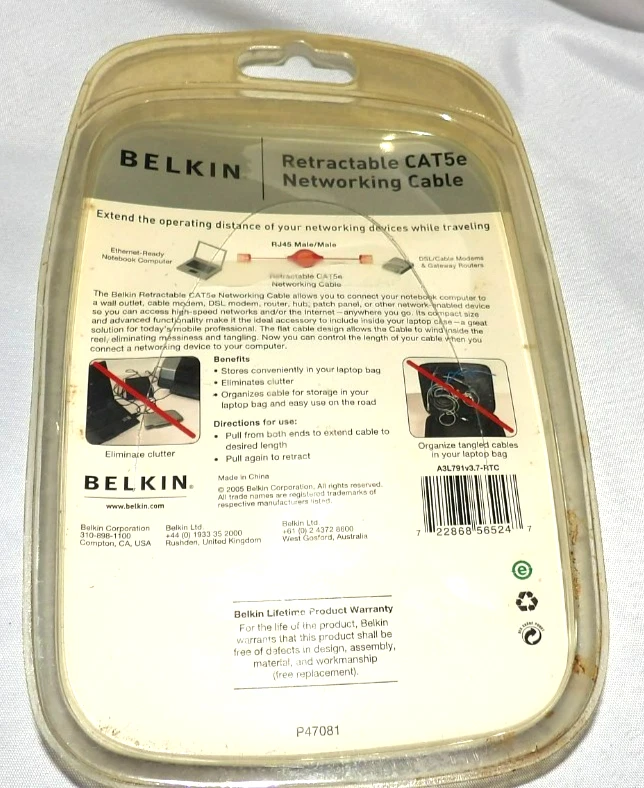 BELKIN
Retractable CAT5e
Networking Cable
Extend the operating distance of your networking devices while traveling
RJ45 Male/Male
Ethernet-Ready
Notebook Computer
DSL/Cable Modems
& Gateway Routers
Retractable CAT5e
Networking Cable
The Belkin Retractable CAT5e Networking Cable allows you to connect your notebook computer to
a wall outlet, cable modem, DSL modem, router, hub, patch panel, or other network-enabled device
so you can access high-speed networks and/or the Internet—anywhere you go. Its compact size
and advanced functionality make it the ideal accessory to include inside your laptop case—a great
solution for today's mobile professional. The flat cable design allows the Cable to wind inside the
reel, eliminating messiness and tangling. Now you can control the length of your cable when you
connect a networking device to your computer.
Benefits
• Stores conveniently in your laptop bag
• Eliminates clutter
• Organizes cable for storage in your
laptop bag and easy use on the road
Directions for use:
• Pull from both ends to extend cable to
desired length
• Pull again to retract
Eliminate clutter
Organize tangled cables
in your laptop bag
BELKIN®
www.belkin.com
Made in China
© 2005 Belkin Corporation. All rights reserved.
All trade names are registered trademarks of
respective manufacturers listed.
A3L791v3.7-RTC
7 22868 56524 7
Belkin Corporation
310-898-1100
Compton, CA, USA
Belkin Ltd.
+44 (0) 1933 35 2000
Rushden, United Kingdom
Belkin Ltd.
+61 (0) 2 4372 8600
West Gosford, Australia
Belkin Lifetime Product Warranty
For the life of the product, Belkin
warrants that this product shall be
free of defects in design, assembly,
material, and workmanship
(free replacement).
P47081